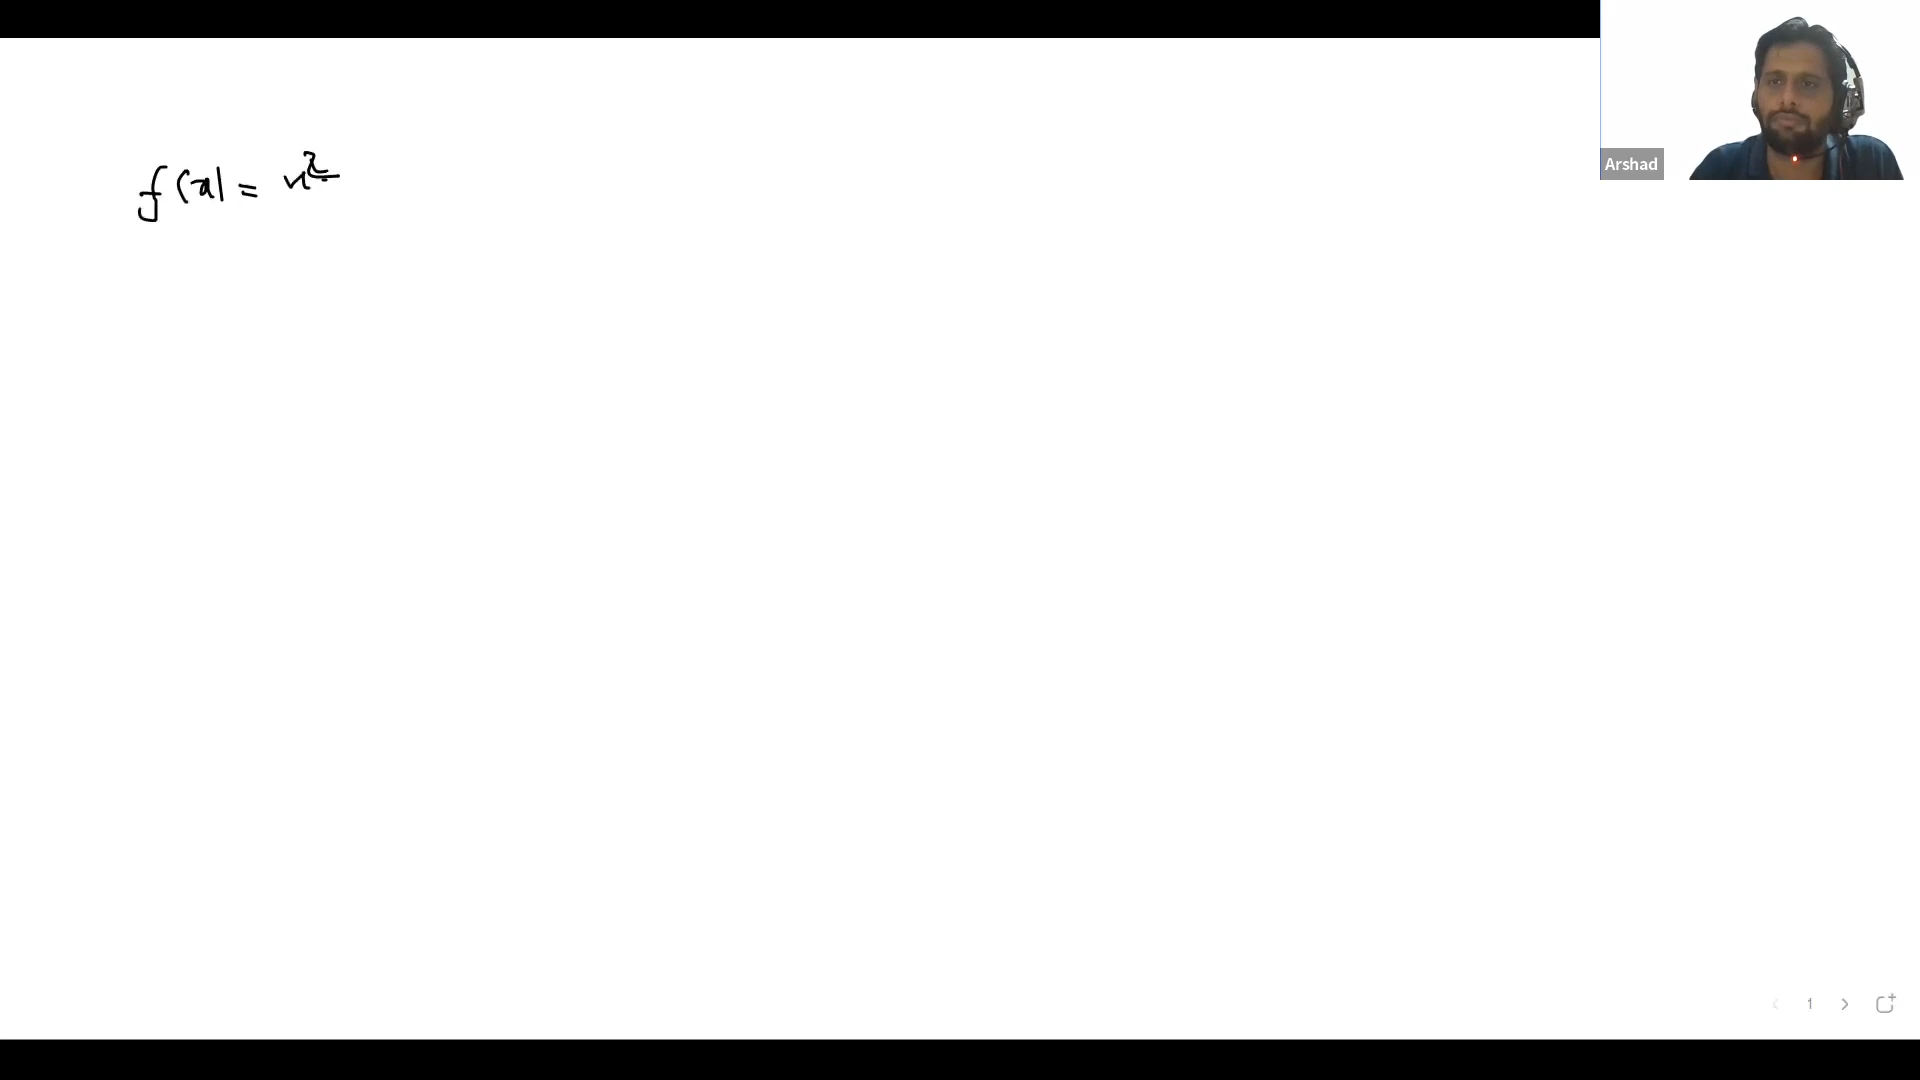 f(x) = x²
Arshad
1